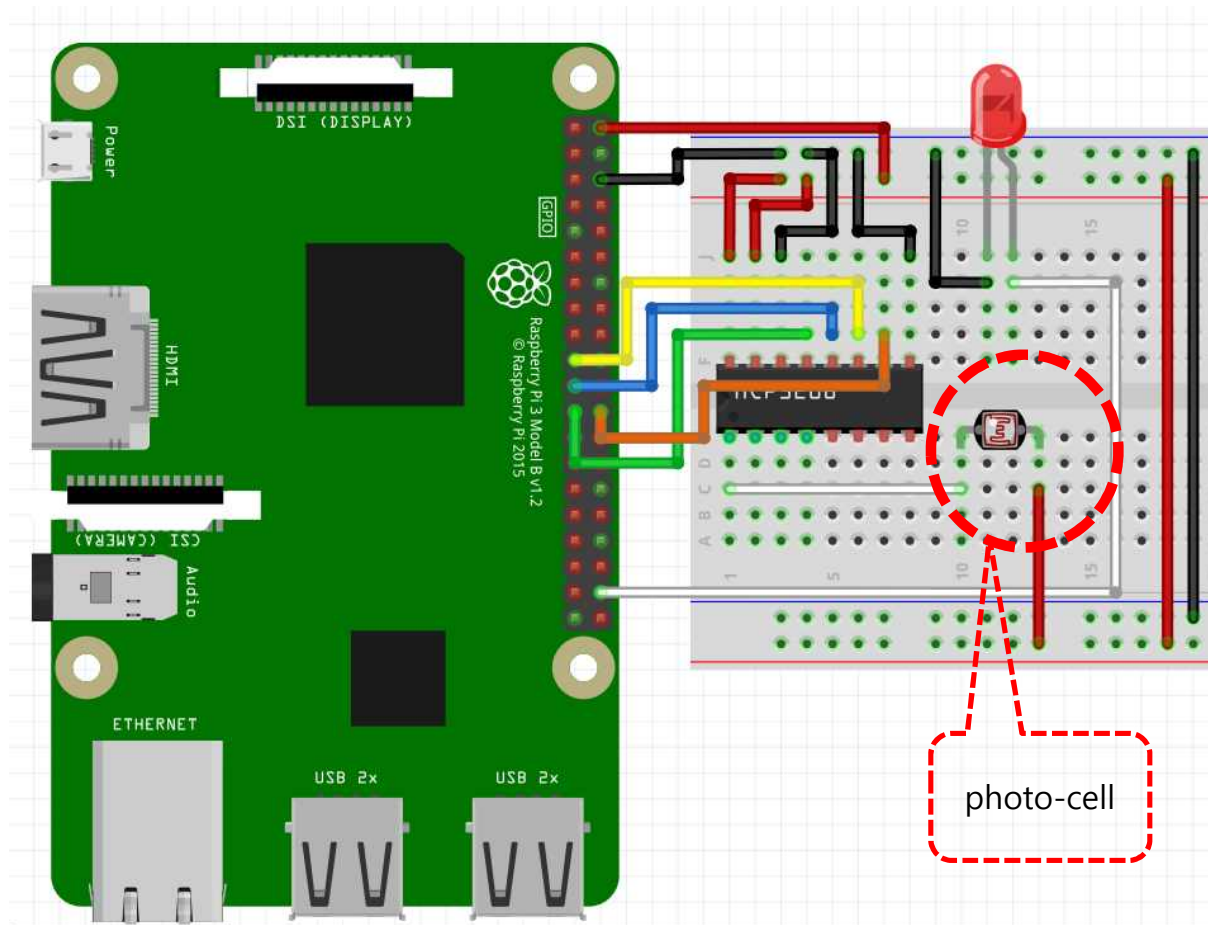 DSI (DISPLAY)
Power
GPIO
HDMI
Raspberry Pi 3 Model B v1.2
© Raspberry Pi 2015
CSI (CAMERA)
Audio
ETHERNET
USB 2x
USB 2x
10
15
J
F
D
C
B
A
1
5
10
15
photo-cell